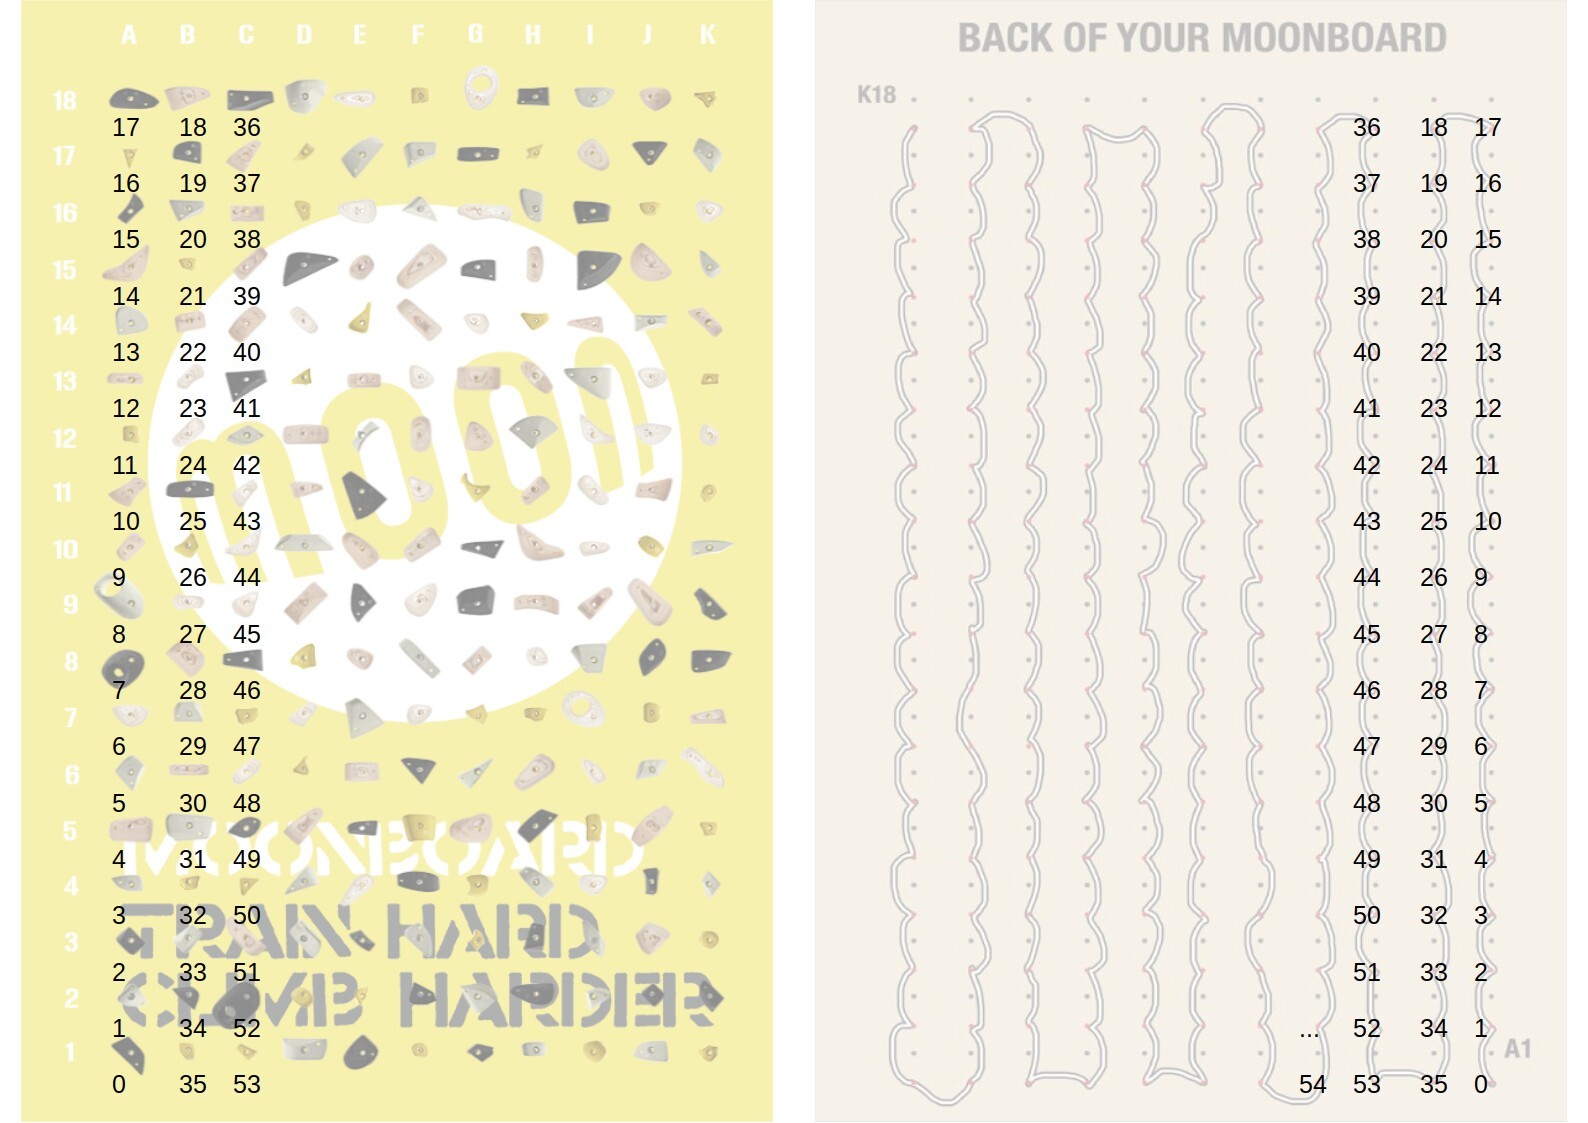 A B C D E F G H I J K
18
17 18 36
17
16 19 37
16
15 20 38
15
14 21 39
14
13 22 40
13
12 23 41
12
11 24 42
11
10 25 43
10
9 26 44
9
8 27 45
8
7 28 46
7
6 29 47
6
5 30 48
5
4 31 49
4
3 32 50
3
2 33 51
2
1 34 52
1
0 35 53
moon
MOONBOARD
TRAIN HARD
CLIMB HARDER
BACK OF YOUR MOONBOARD
K18
36 18 17
37 19 16
38 20 15
39 21 14
40 22 13
41 23 12
42 24 11
43 25 10
44 26 9
45 27 8
46 28 7
47 29 6
48 30 5
49 31 4
50 32 3
51 33 2
... 52 34 1
A1
54 53 35 0